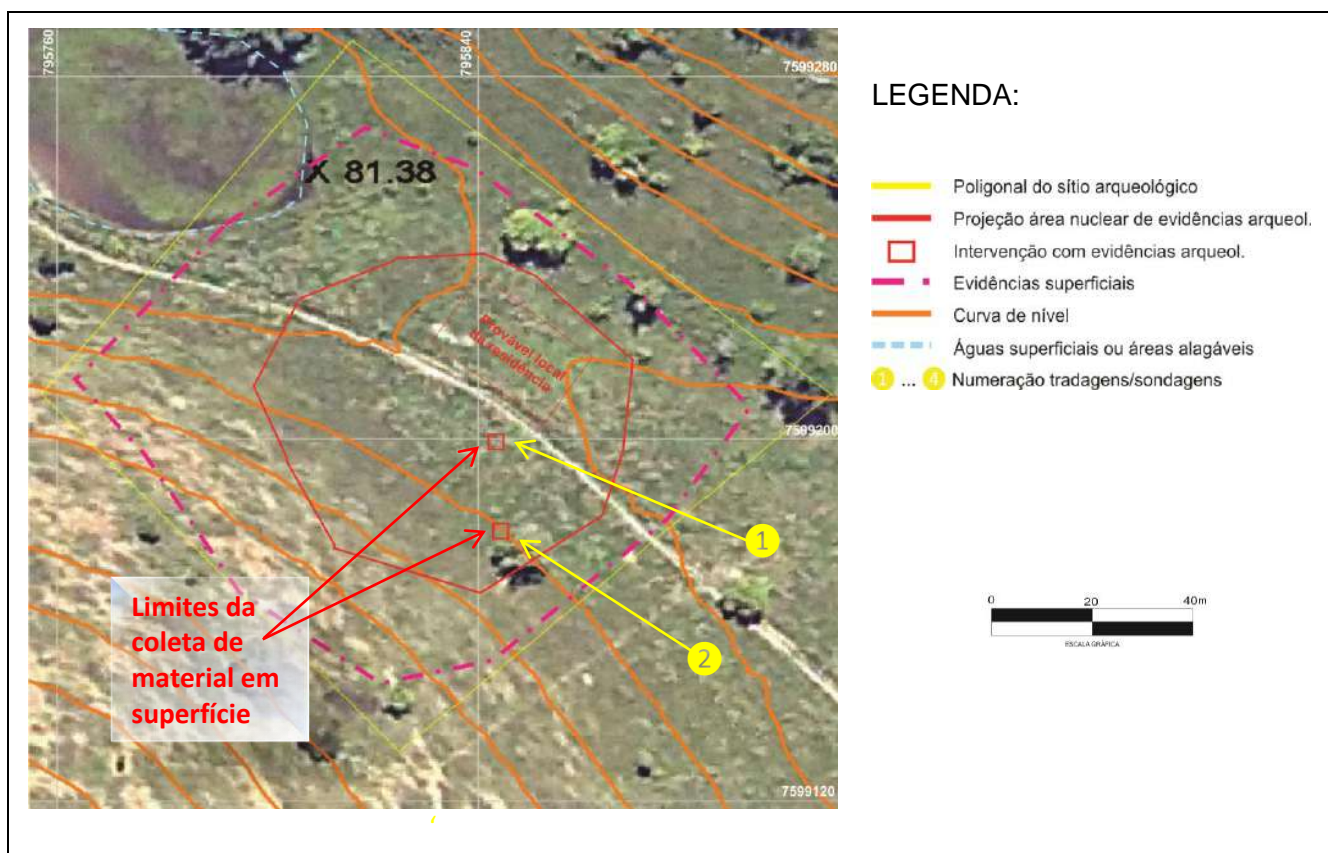 795760
795840
7599280
X 81.38
Provável local
da residência
7599200
1
2
Limites da
coleta de
material em
superfície
7599120
LEGENDA:
Poligonal do sítio arqueológico
Projeção área nuclear de evidências arqueol.
Intervenção com evidências arqueol.
Evidências superficiais
Curva de nível
Águas superficiais ou áreas alagáveis
1 ... 4 Numeração tradagens/sondagens
0 20 40m
ESCALA GRÁFICA